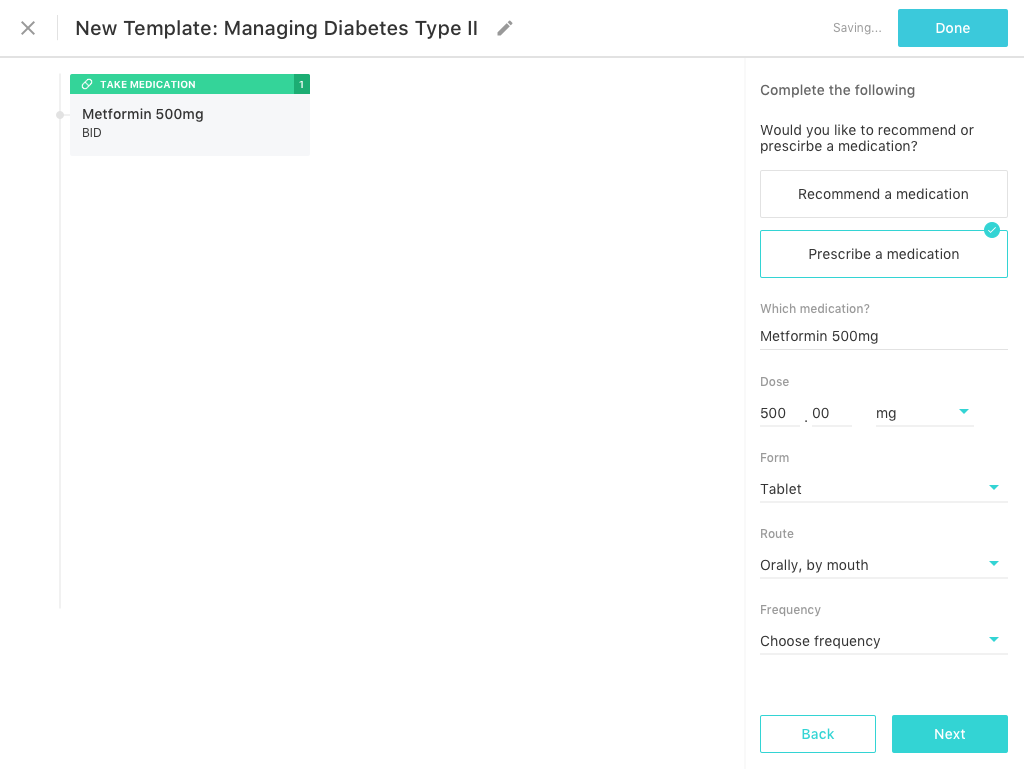 New Template: Managing Diabetes Type II
Saving...
Done
TAKE MEDICATION
1
Metformin 500mg
BID
Complete the following
Would you like to recommend or
prescirbe a medication?
Recommend a medication
Prescribe a medication
Which medication?
Metformin 500mg
Dose
500 . 00 mg
Form
Tablet
Route
Orally, by mouth
Frequency
Choose frequency
Back
Next